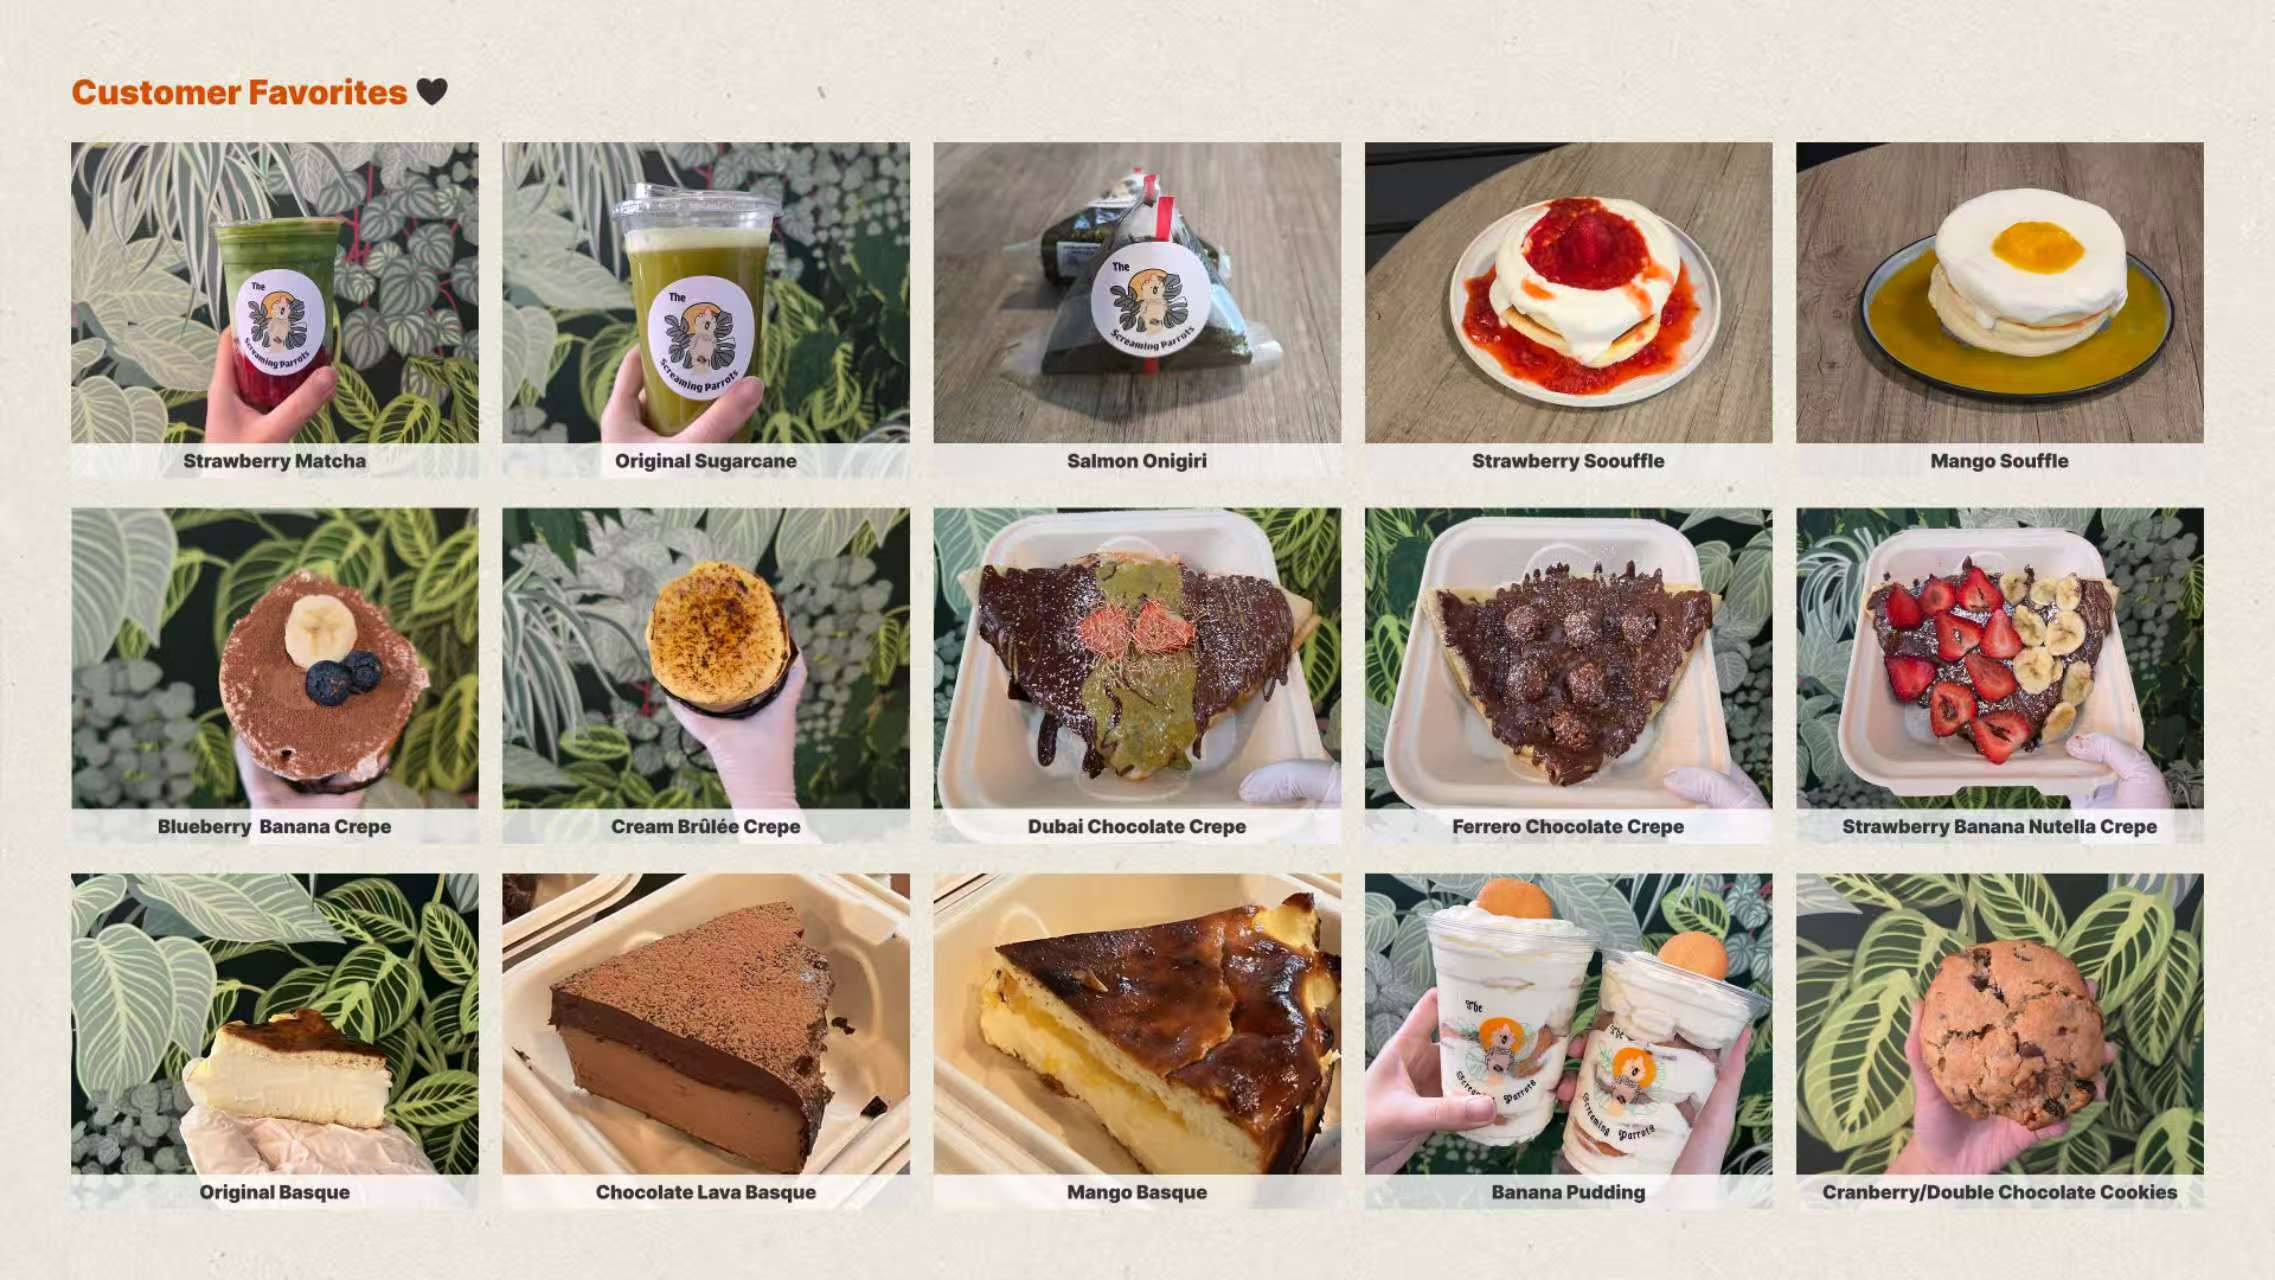 Customer Favorites 🖤
The
Screaming Parrots
Strawberry Matcha
The
Screaming Parrots
Original Sugarcane
The
Screaming Parrots
Salmon Onigiri
Strawberry Soouffle
Mango Souffle
Blueberry Banana Crepe
Cream Brûlée Crepe
Dubai Chocolate Crepe
Ferrero Chocolate Crepe
Strawberry Banana Nutella Crepe
Original Basque
Chocolate Lava Basque
Mango Basque
The
Screaming Parrots
The
Screaming Parrots
Banana Pudding
Cranberry/Double Chocolate Cookies